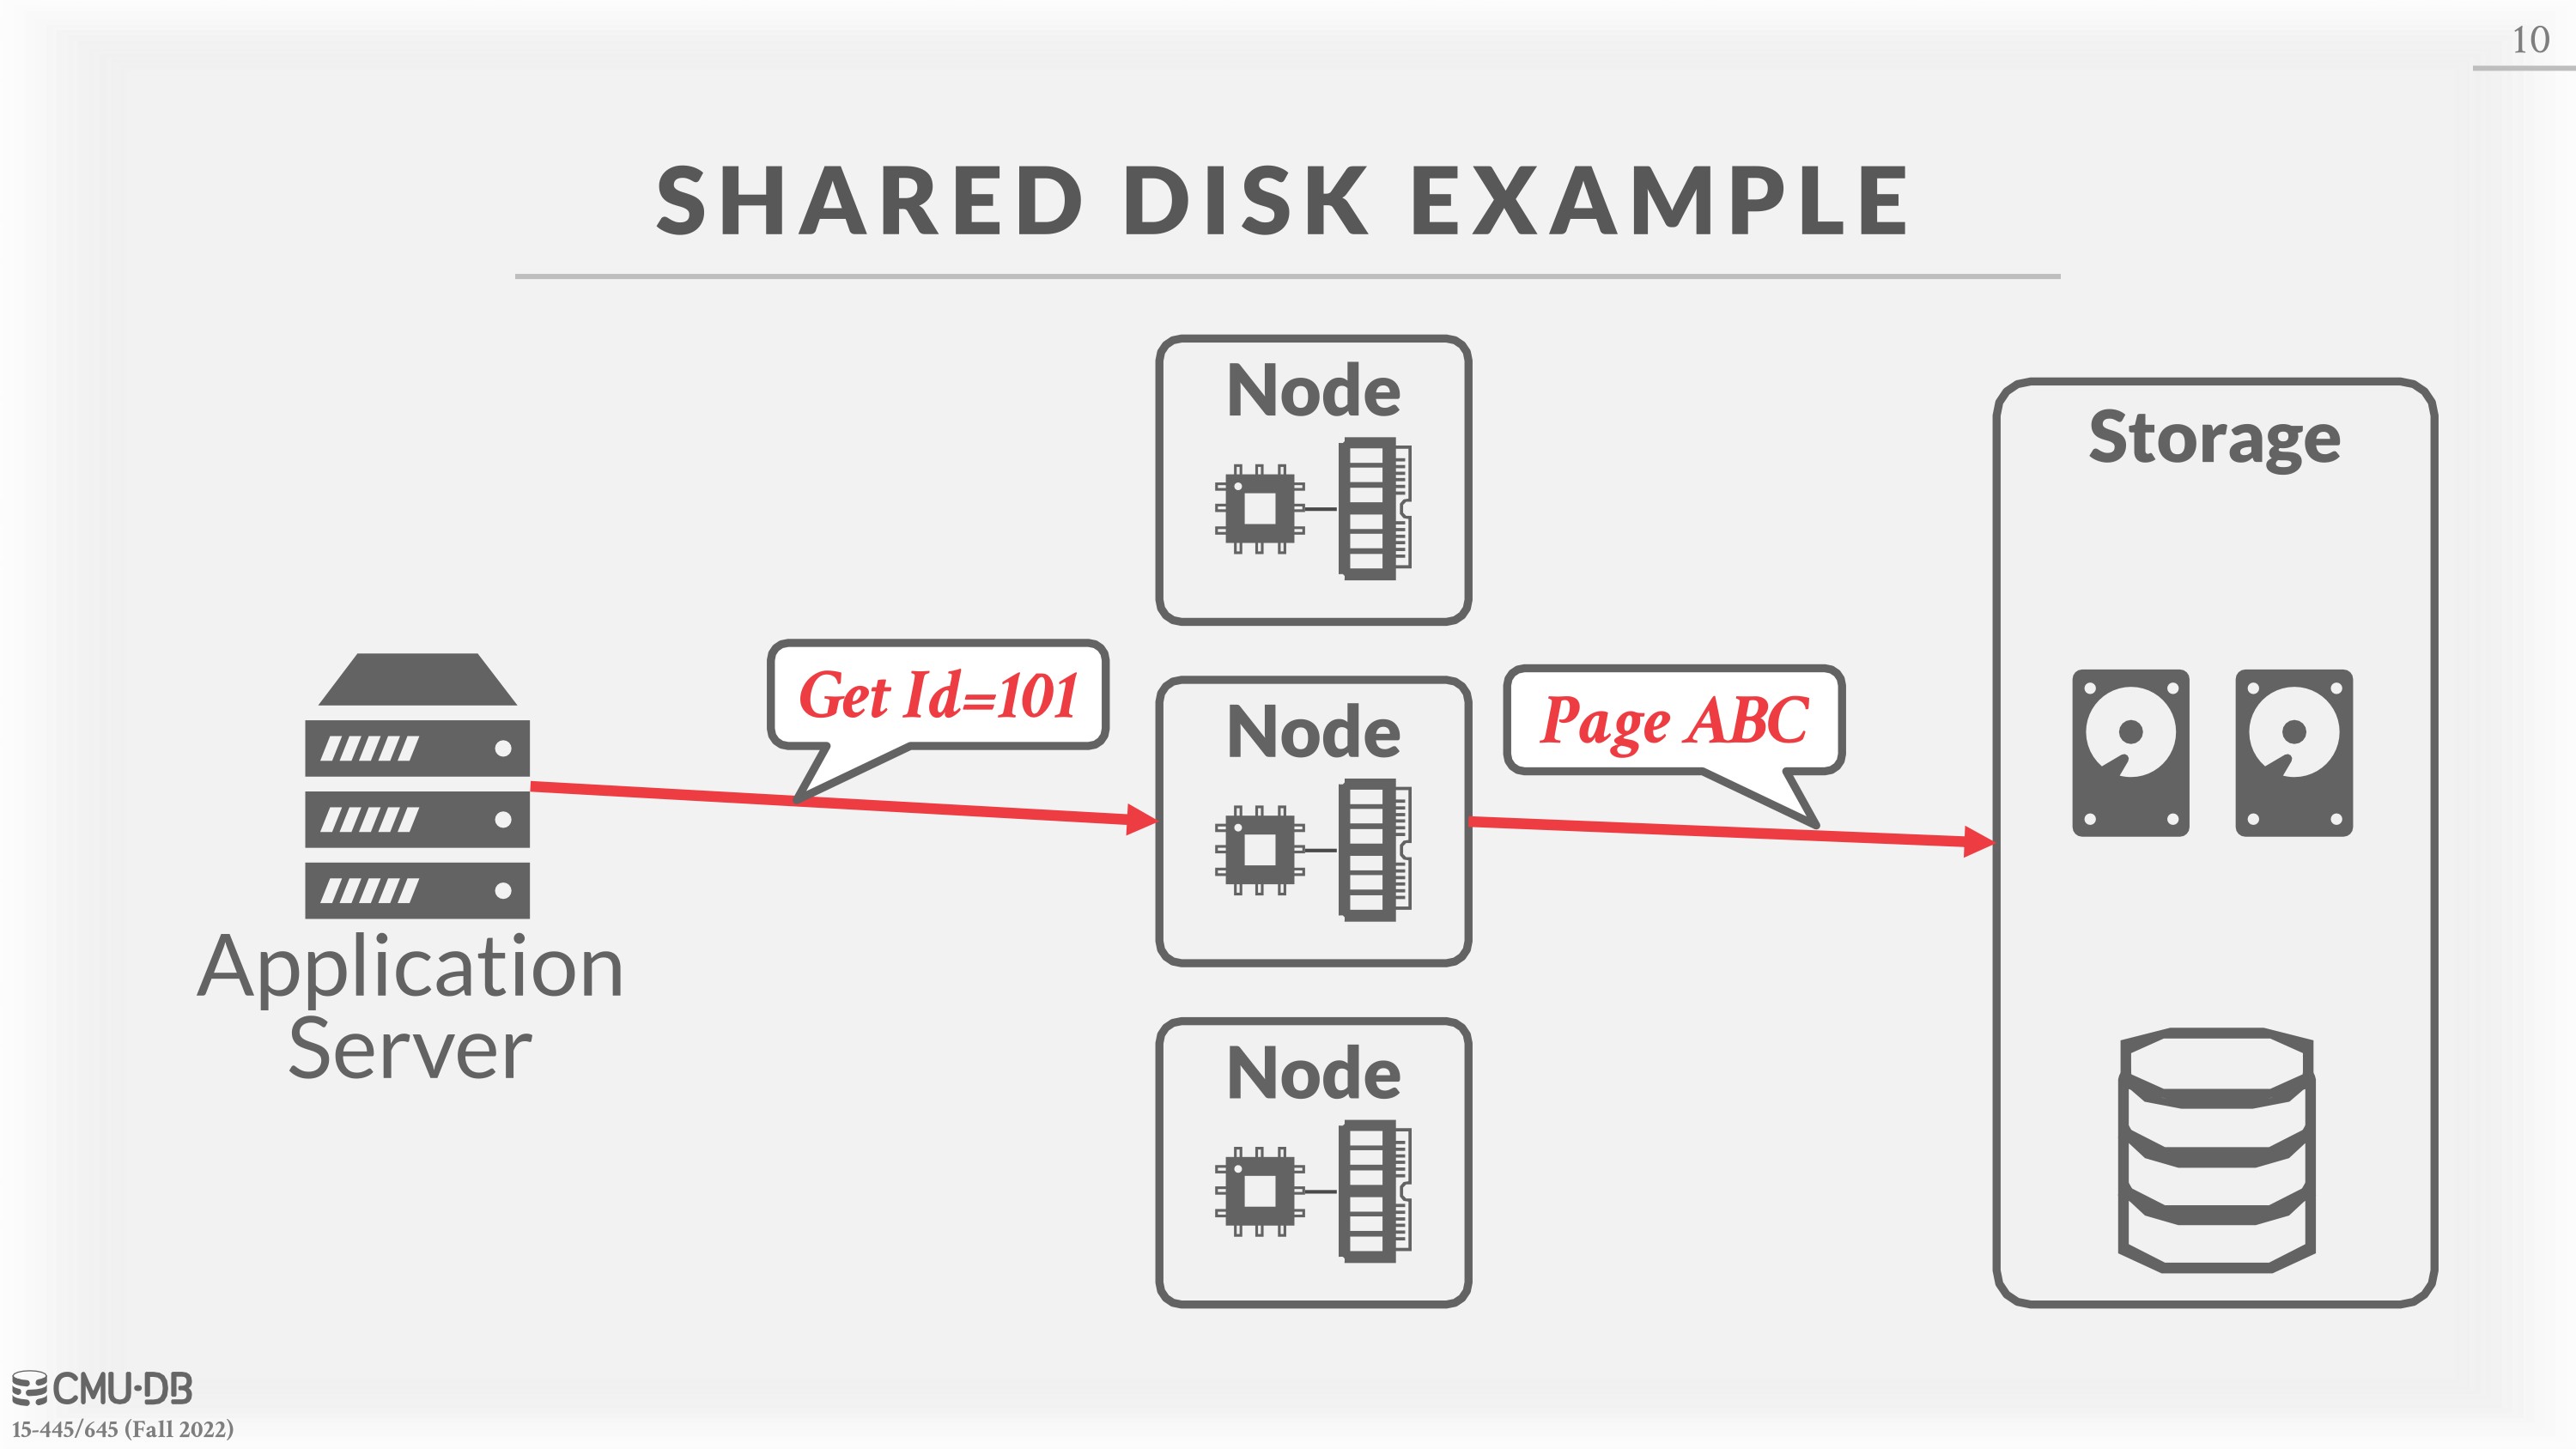 10
SHARED DISK EXAMPLE
Node
Storage
Get Id=101
Node
Page ABC
Application
Server
Node
CMU·DB
15-445/645 (Fall 2022)